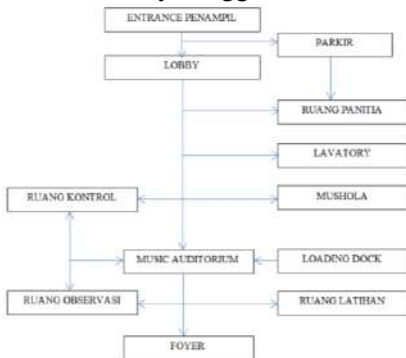 ENTRANCE PENAMPIL
PARKIR
LOBBY
RUANG PANITIA
LAVATORY
RUANG KONTROL
MUSHOLA
MUSIC AUDITORIUM
LOADING DOCK
RUANG OBSERVASI
RUANG LATIHAN
FOYER